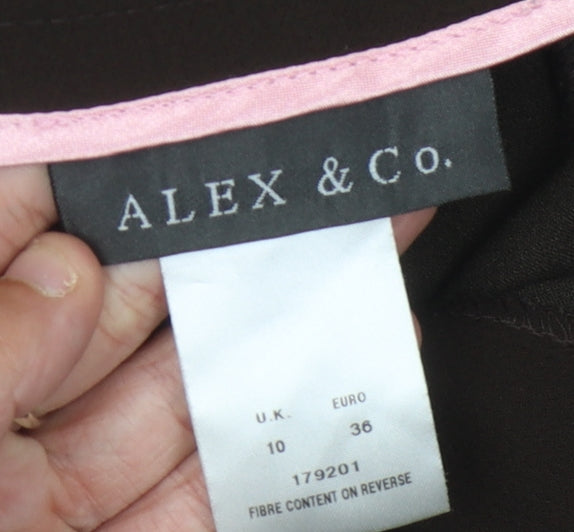 ALEX & Co.
U.K. EURO
10 36
179201
FIBRE CONTENT ON REVERSE